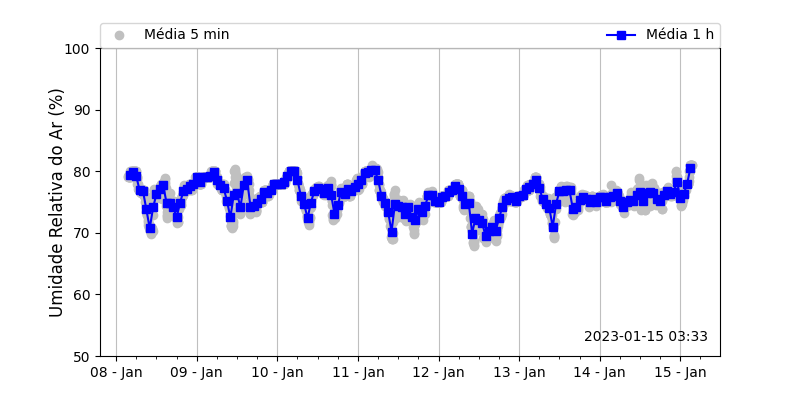 Média 5 min
Média 1 h
Umidade Relativa do Ar (%)
100
90
80
70
60
50
2023-01-15 03:33
08 - Jan
09 - Jan
10 - Jan
11 - Jan
12 - Jan
13 - Jan
14 - Jan
15 - Jan